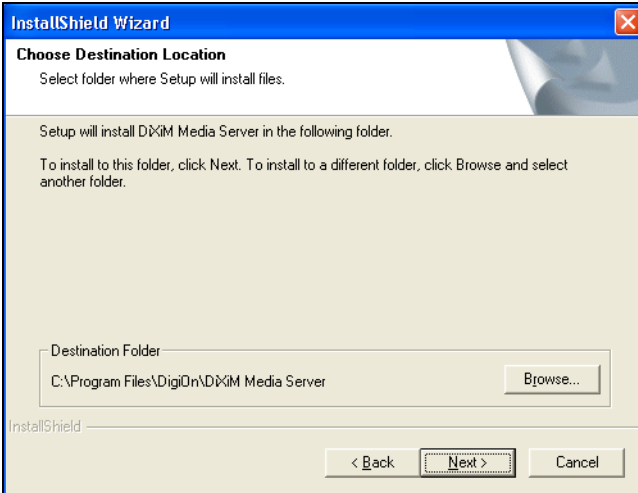 InstallShield Wizard
Choose Destination Location
Select folder where Setup will install files.
Setup will install DiXiM Media Server in the following folder.
To install to this folder, click Next. To install to a different folder, click Browse and select
another folder.
Destination Folder
C:\Program Files\DigiOn\DiXiM Media Server
Browse...
InstallShield
< Back
Next >
Cancel